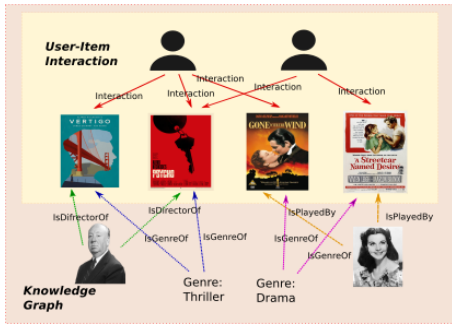 User-Item
Interaction
Interaction
Interaction
Interaction
Interaction
Interaction
VERTIGO
GONE WITH THE WIND
A Streetcar
Named Desire
IsDifrectorOf
IsDirectorOf
IsPlayedBy
IsPlayedBy
IsGenreOf
IsGenreOf
IsGenreOf
IsGenreOf
Knowledge
Graph
Genre:
Thriller
Genre:
Drama